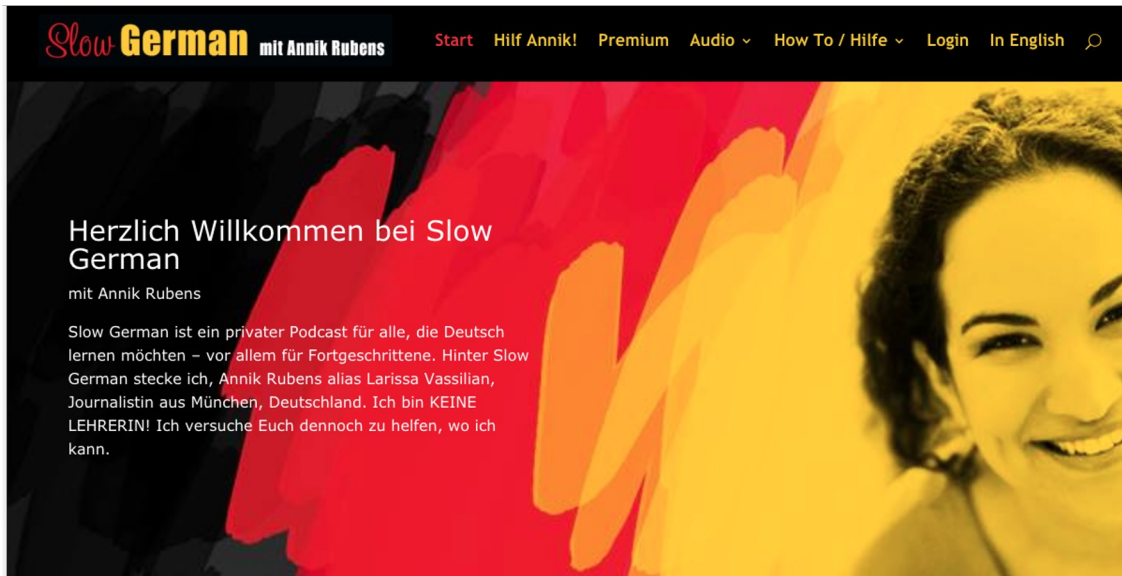 Slow German mit Annik Rubens
Start Hilf Annik! Premium Audio How To / Hilfe Login In English
Herzlich Willkommen bei Slow
German
mit Annik Rubens
Slow German ist ein privater Podcast für alle, die Deutsch
lernen möchten – vor allem für Fortgeschrittene. Hinter Slow
German stecke ich, Annik Rubens alias Larissa Vassilian,
Journalistin aus München, Deutschland. Ich bin KEINE
LEHRERIN! Ich versuche Euch dennoch zu helfen, wo ich
kann.